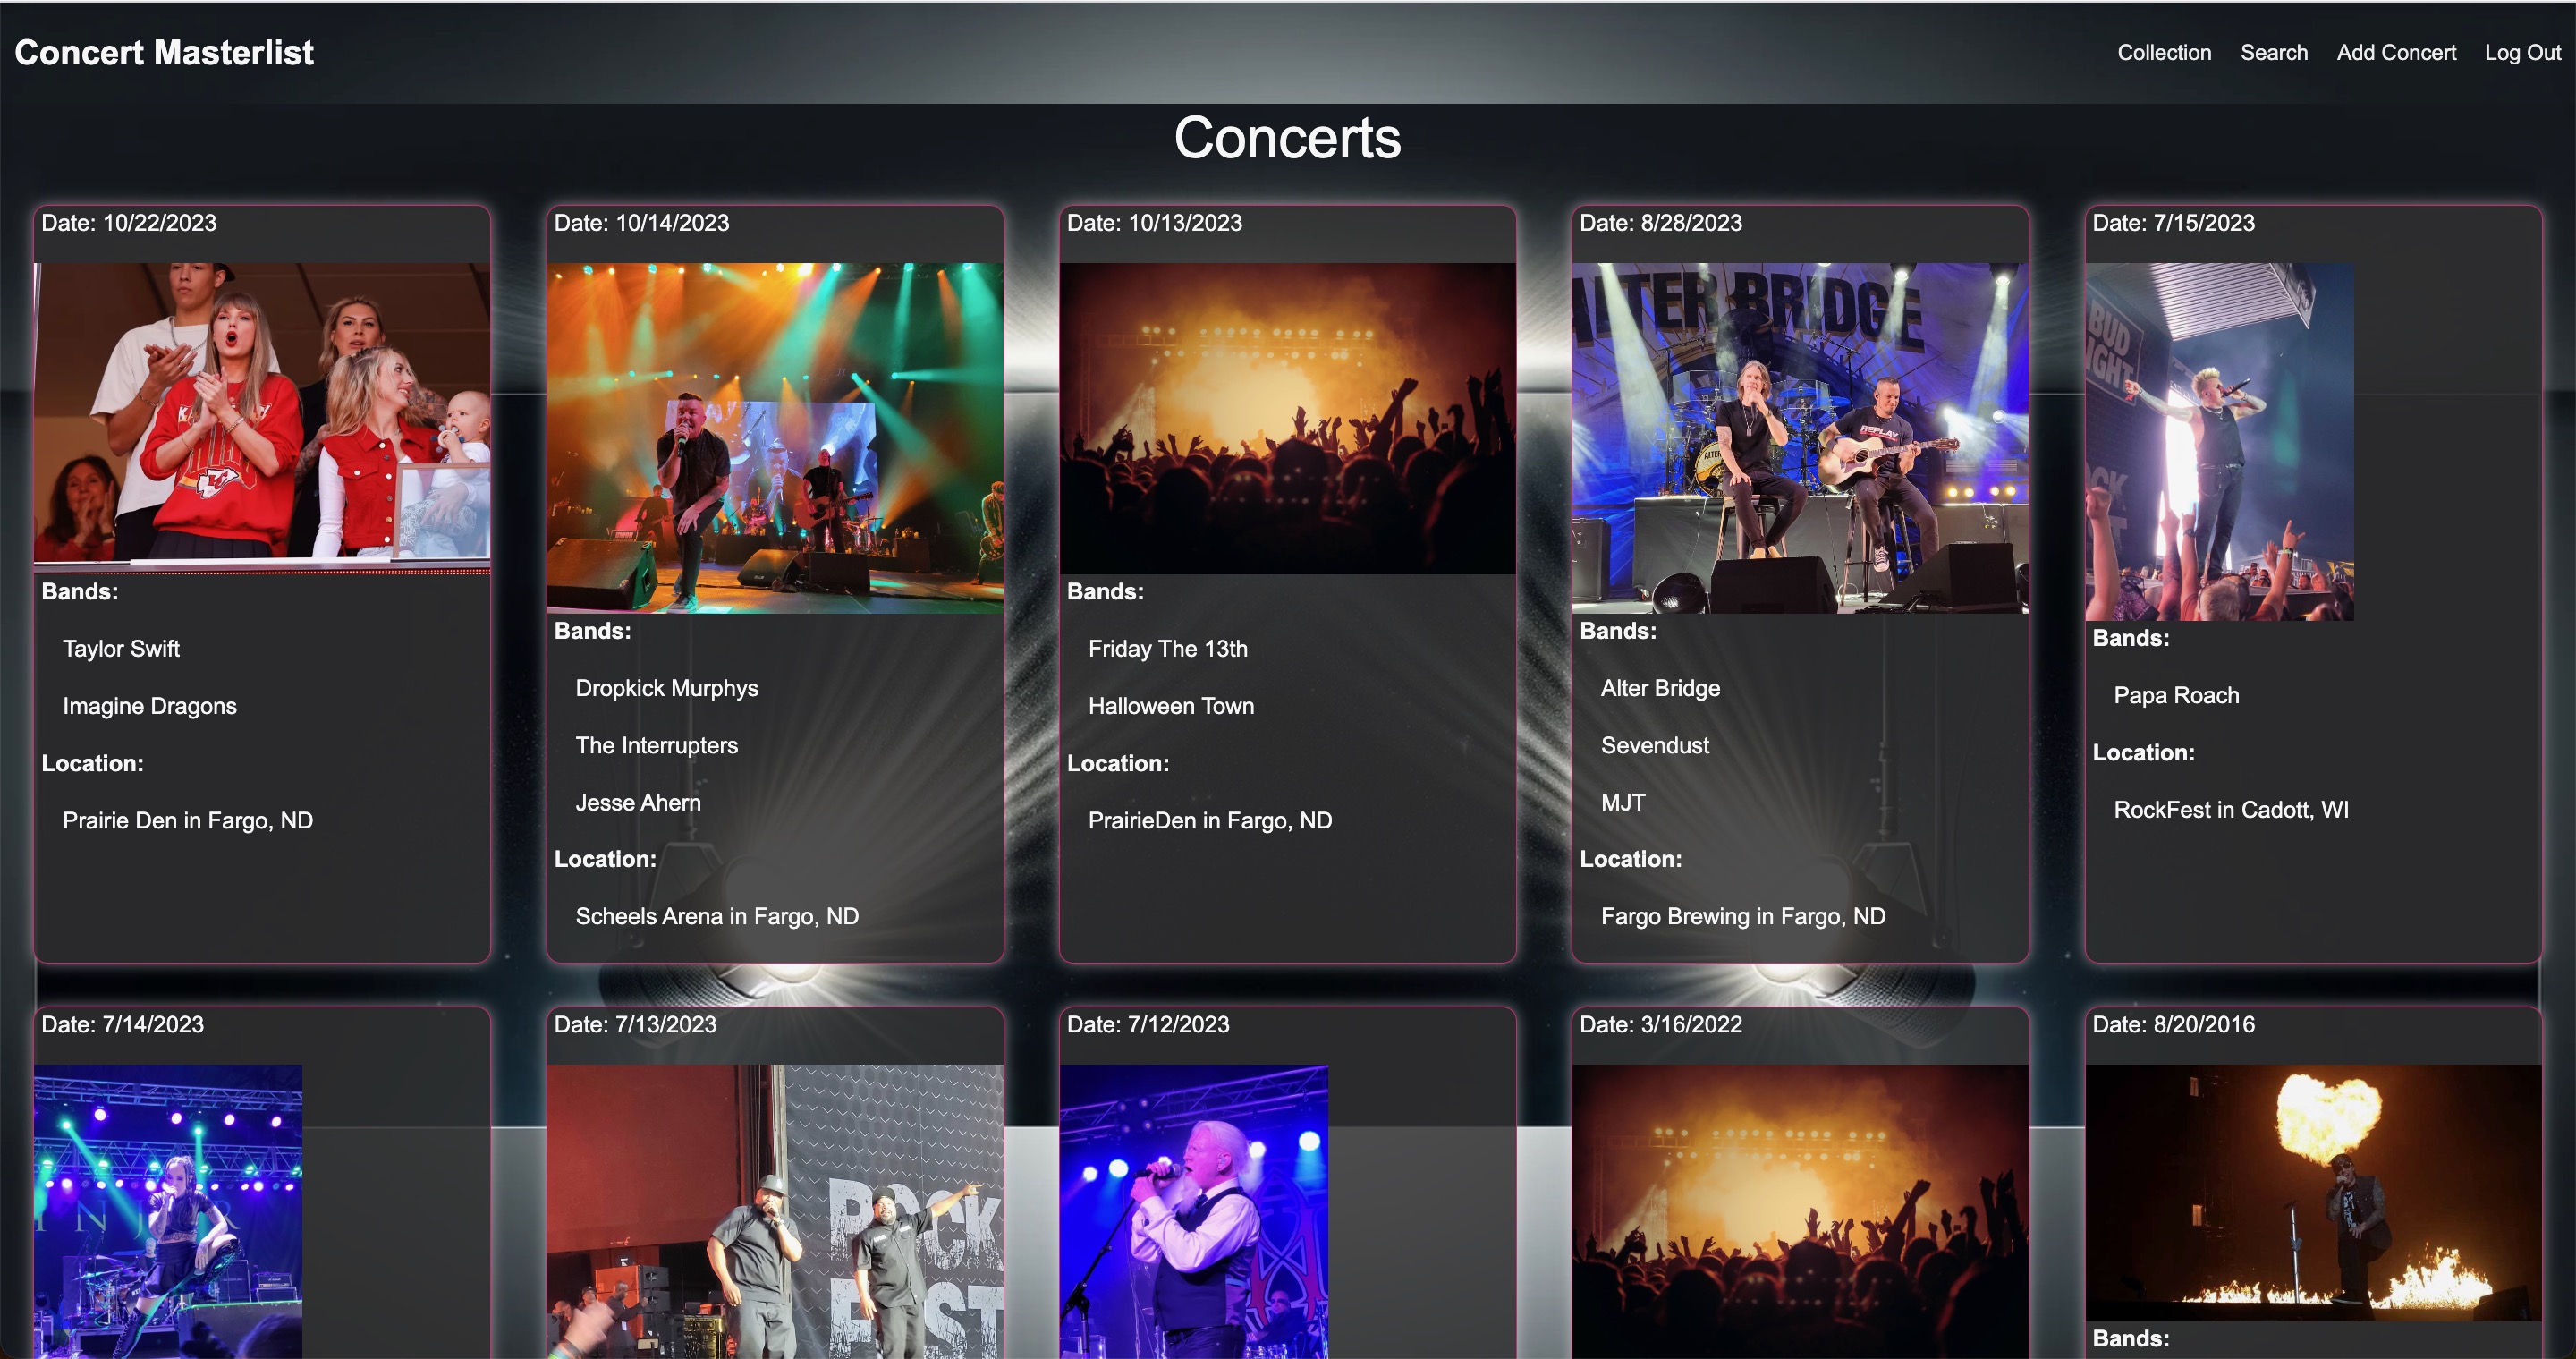 Concert Masterlist
Collection Search Add Concert Log Out
Concerts
Date: 10/22/2023
Bands:
Taylor Swift
Imagine Dragons
Location:
Prairie Den in Fargo, ND
Date: 10/14/2023
Bands:
Dropkick Murphys
The Interrupters
Jesse Ahern
Location:
Scheels Arena in Fargo, ND
Date: 10/13/2023
Bands:
Friday The 13th
Halloween Town
Location:
PrairieDen in Fargo, ND
Date: 8/28/2023
ALTER BRIDGE
REPLAY
ALTER
Bands:
Alter Bridge
Sevendust
MJT
Location:
Fargo Brewing in Fargo, ND
Date: 7/15/2023
BUD
Bands:
Papa Roach
Location:
RockFest in Cadott, WI
Date: 7/14/2023
Date: 7/13/2023
ROCK
Date: 7/12/2023
Date: 3/16/2022
Date: 8/20/2016
Bands: